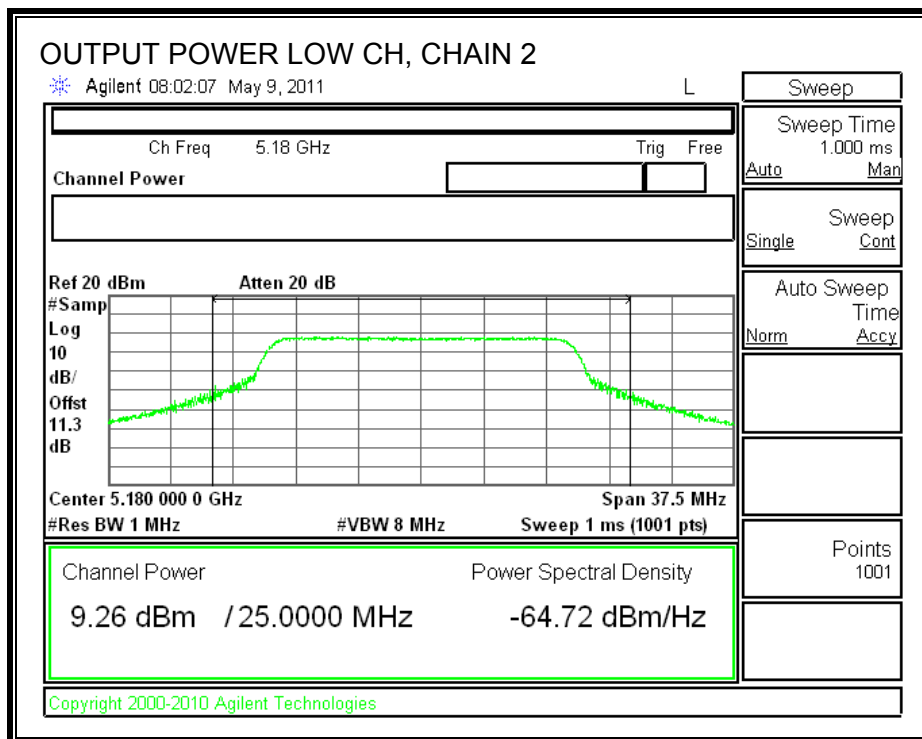 OUTPUT POWER LOW CH, CHAIN 2
Agilent 08:02:07 May 9, 2011 L
Ch Freq 5.18 GHz Trig Free
Channel Power
Ref 20 dBm Atten 20 dB
#Samp
Log
10
dB/
Offst
11.3
dB
Center 5.180 000 0 GHz Span 37.5 MHz
#Res BW 1 MHz #VBW 8 MHz Sweep 1 ms (1001 pts)
Channel Power Power Spectral Density
9.26 dBm / 25.0000 MHz -64.72 dBm/Hz
Copyright 2000-2010 Agilent Technologies
Sweep
Sweep Time
1.000 ms
Auto Man
Sweep
Single Cont
Auto Sweep
Time
Norm Accy
Points
1001